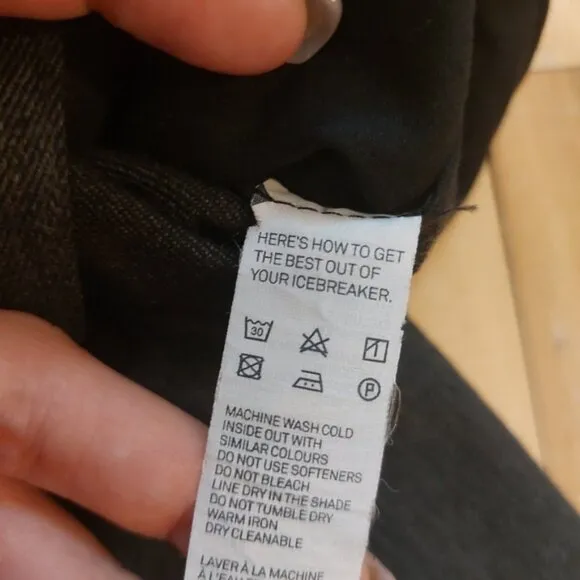 HERE'S HOW TO GET
THE BEST OUT OF
YOUR ICEBREAKER.
30
P
MACHINE WASH COLD
INSIDE OUT WITH
SIMILAR COLOURS
DO NOT USE SOFTENERS
DO NOT BLEACH
LINE DRY IN THE SHADE
DO NOT TUMBLE DRY
WARM IRON
DRY CLEANABLE
LAVER À LA MACHINE
À L'EAU